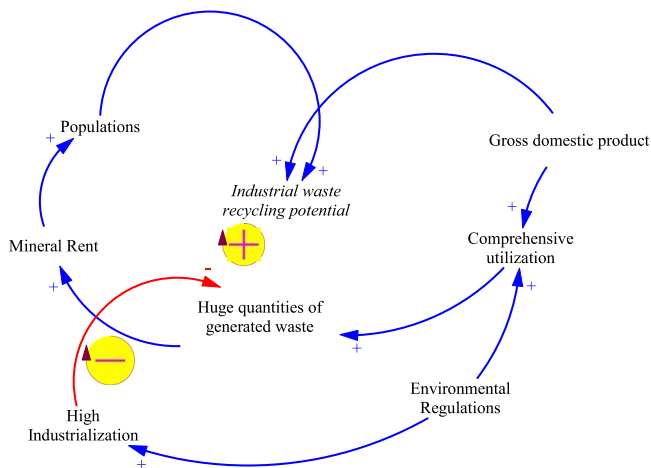 Populations
Gross domestic product
+
+
+
Industrial waste
recycling potential
+
Mineral Rent
Comprehensive
utilization
+
-
+
+
Huge quantities of
generated waste
+
Environmental
Regulations
High
Industrialization
+